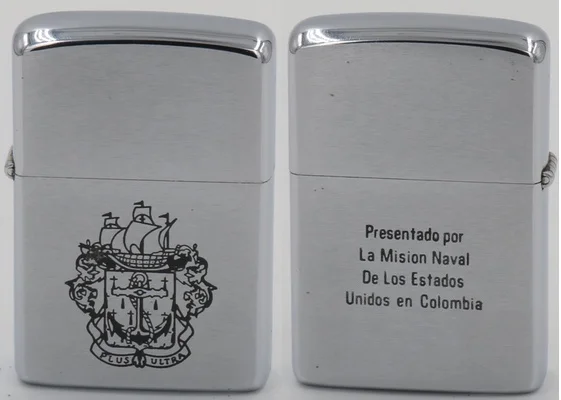 PLUS ULTRA
Presentado por
La Mision Naval
De Los Estados
Unidos en Colombia